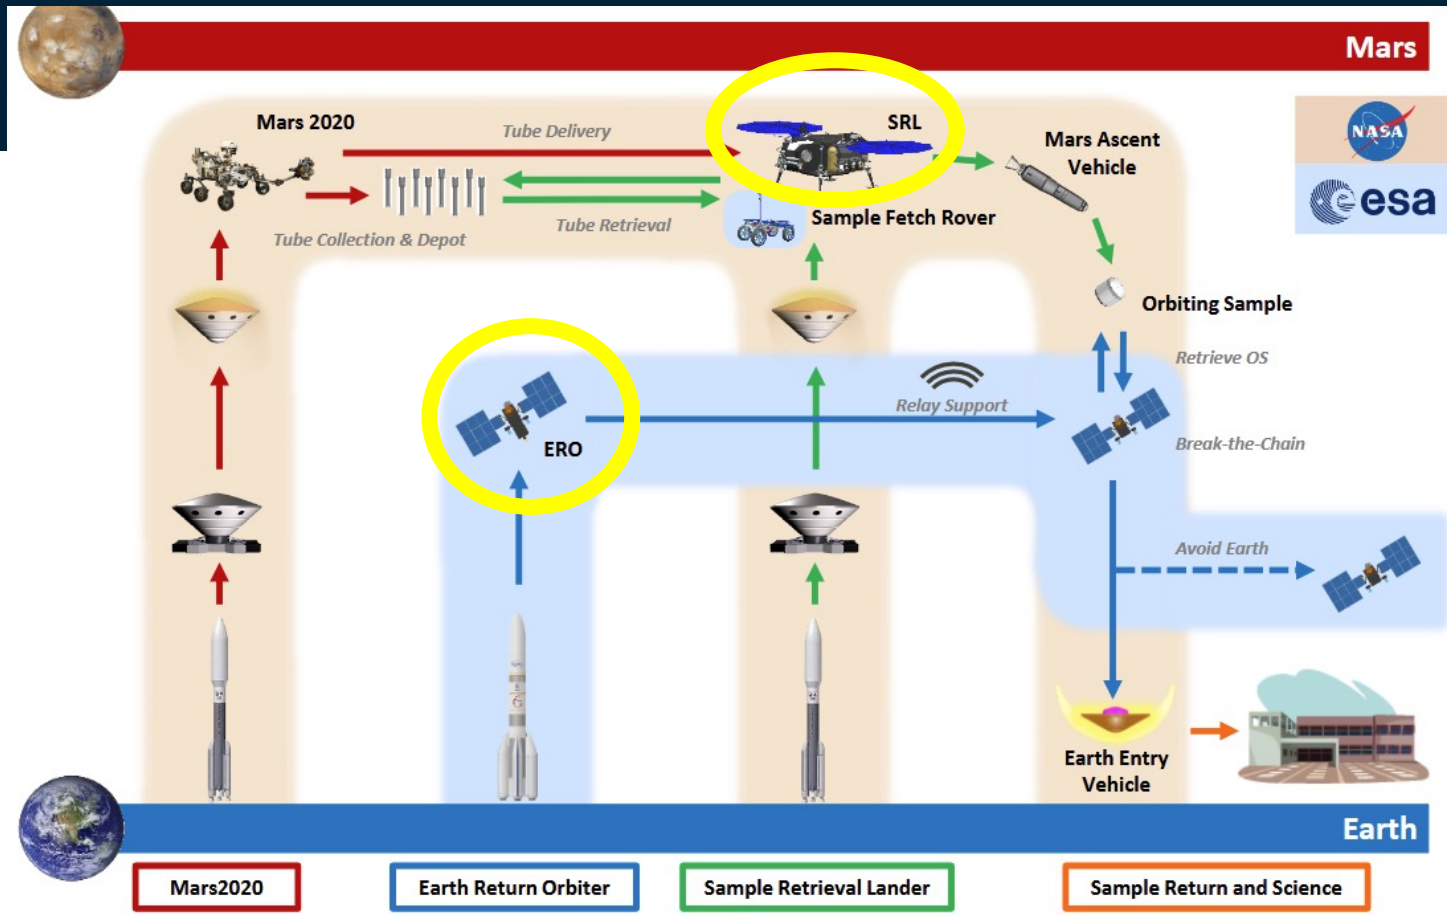 Mars
Mars 2020
Tube Delivery
SRL
Mars Ascent
Vehicle
NASA
esa
Tube Collection & Depot
Tube Retrieval
Sample Fetch Rover
Orbiting Sample
Retrieve OS
Relay Support
ERO
Break-the-Chain
Avoid Earth
Earth Entry
Vehicle
Earth
Mars2020
Earth Return Orbiter
Sample Retrieval Lander
Sample Return and Science